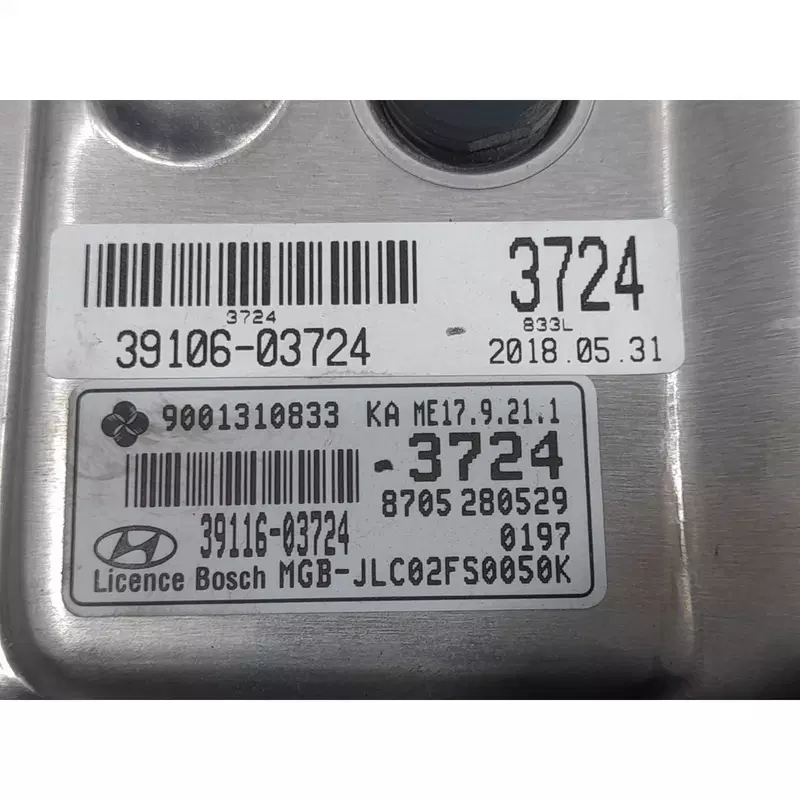 3724
3724
833L
39106-03724
2018.05.31
9001310833 KA ME17.9.21.1
-3724
8705 280529
39116-03724 0197
Licence Bosch MGB-JLC02FS0050K